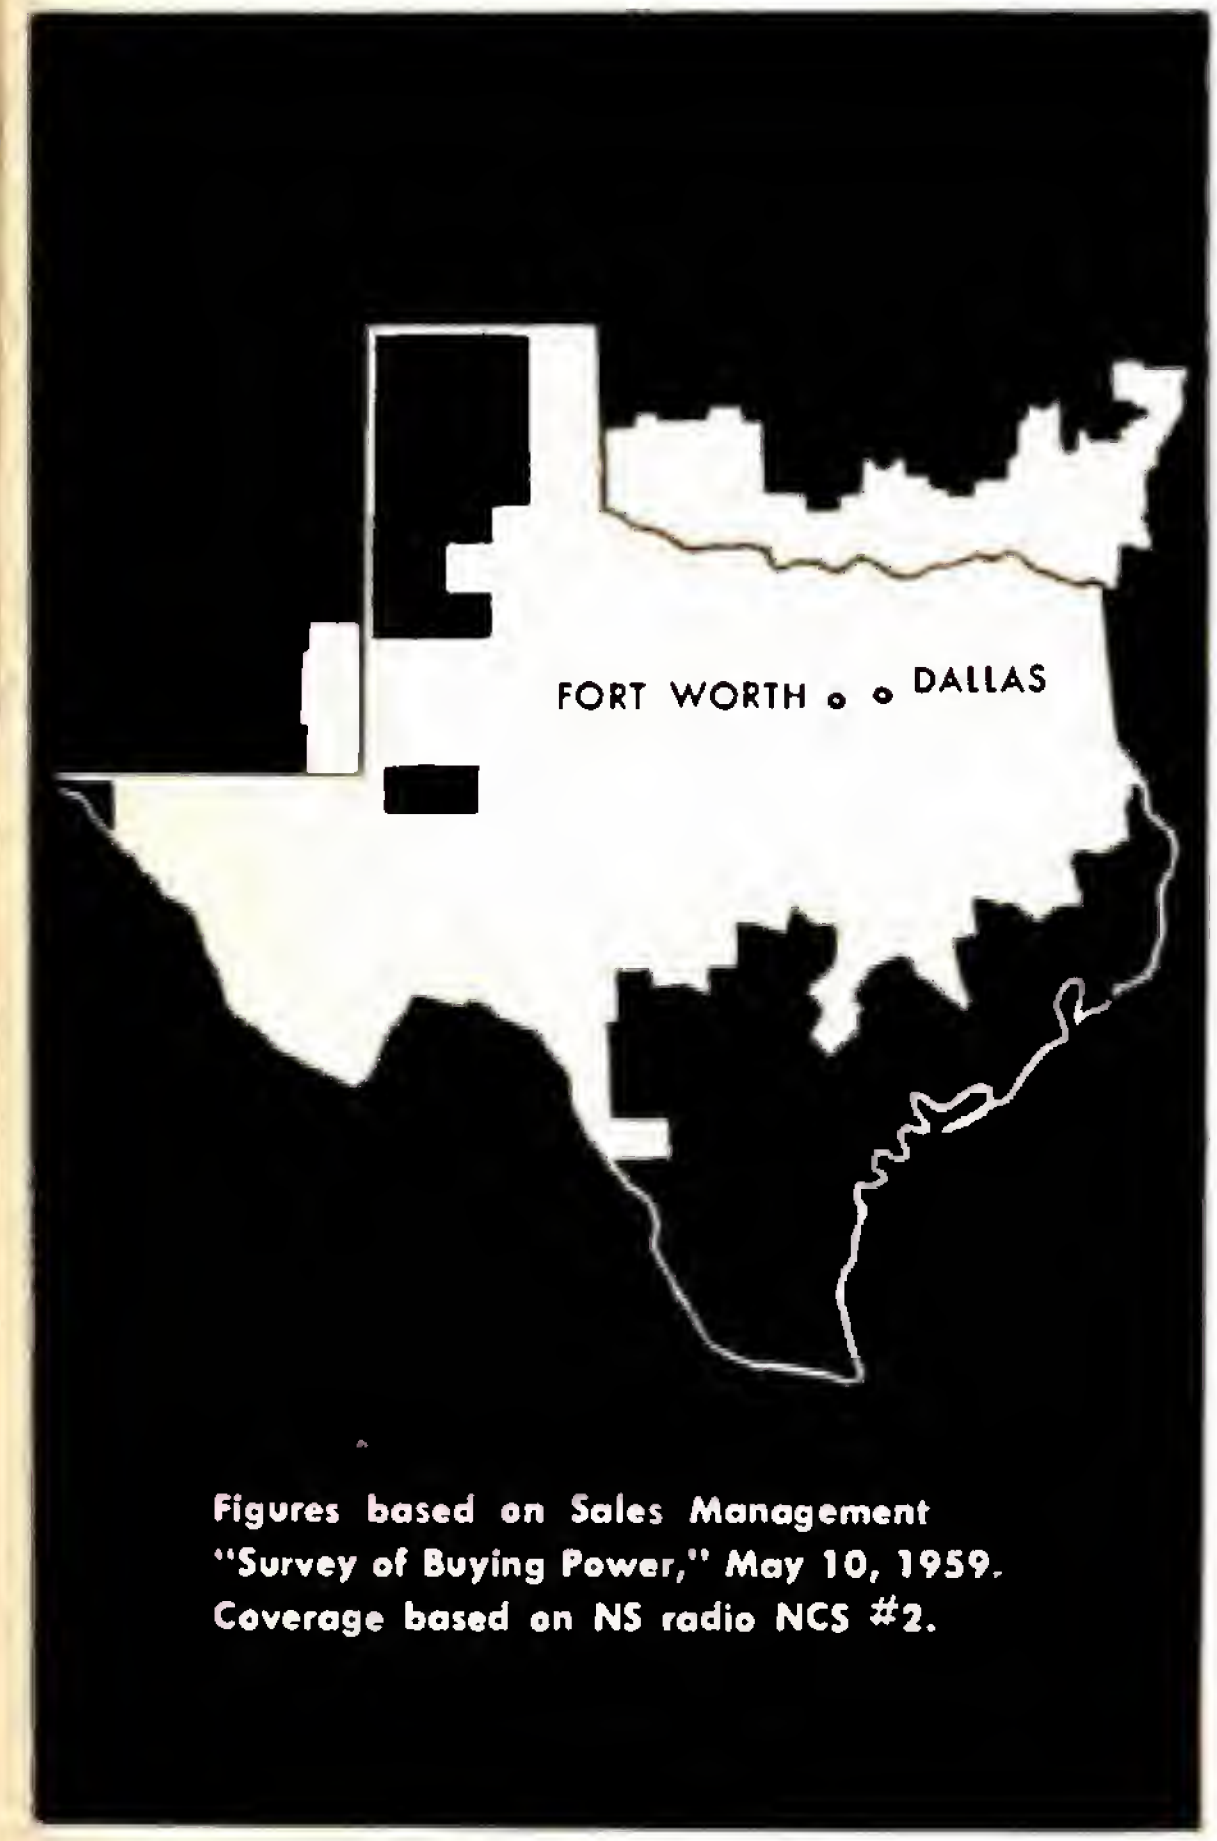 FORT WORTH DALLAS
Figures based on Sales Management
"Survey of Buying Power," May 10, 1959.
Coverage based on NS radio NCS #2.